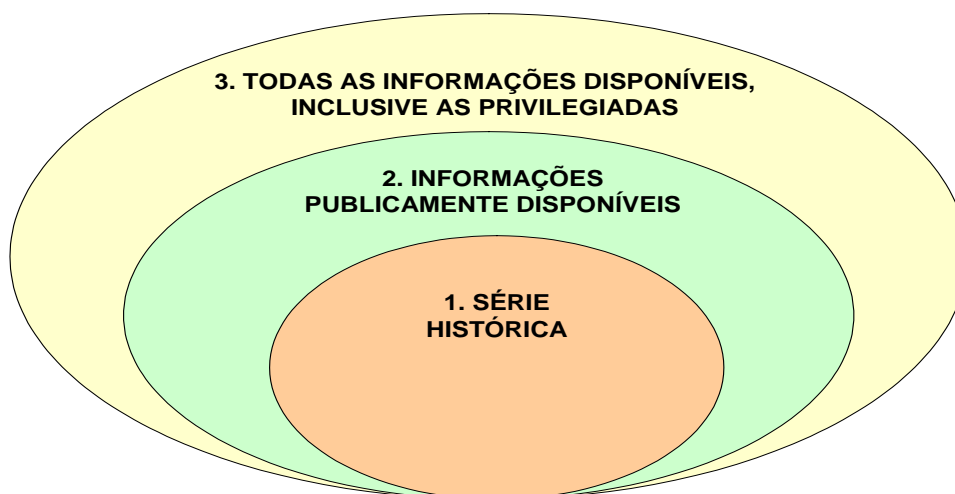 3. TODAS AS INFORMAÇÕES DISPONÍVEIS,
INCLUSIVE AS PRIVILEGIADAS
2. INFORMAÇÕES
PUBLICAMENTE DISPONÍVEIS
1. SÉRIE
HISTÓRICA